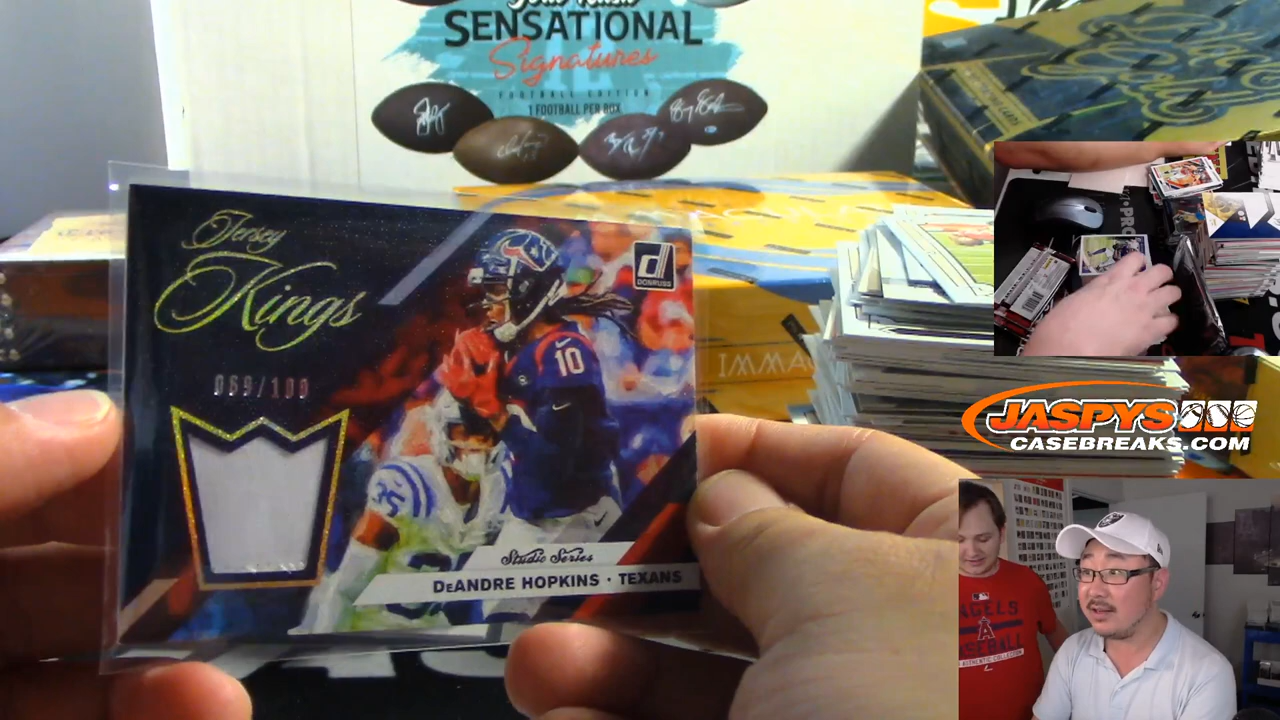 SENSATIONAL
Signatures
FOOTBALL EDITION
1 FOOTBALL PER BOX
Jersey
Kings
DONRUSS
10
069/100
35
Studio Series
DEANDRE HOPKINS · TEXANS
IMMA
JASPYS
CASEBREAKS.COM